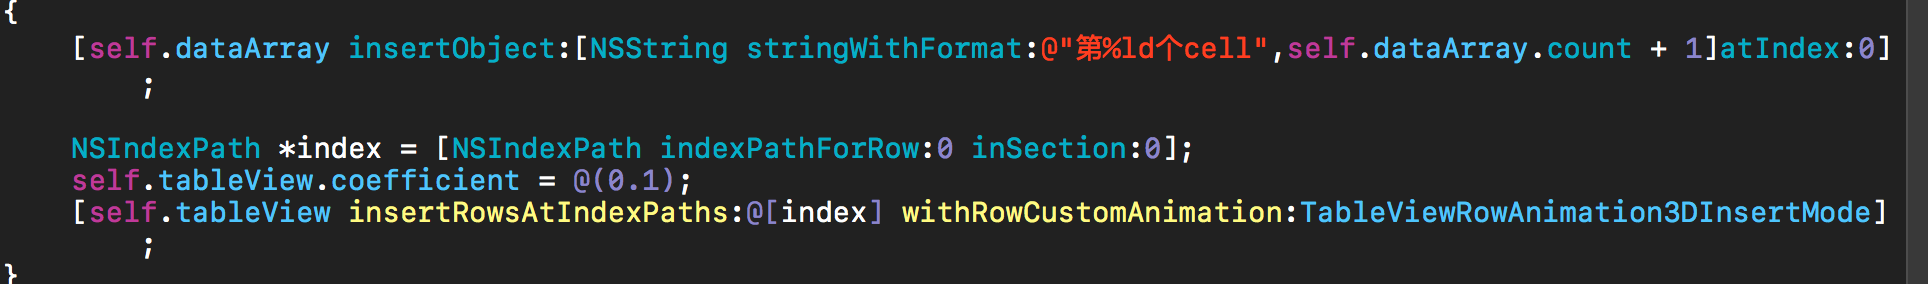 {
[self.dataArray insertObject:[NSString stringWithFormat:@"第%ld个cell",self.dataArray.count + 1]atIndex:0]
;
NSIndexPath *index = [NSIndexPath indexPathForRow:0 inSection:0];
self.tableView.coefficient = @(0.1);
[self.tableView insertRowsAtIndexPaths:@[index] withRowCustomAnimation:TableViewRowAnimation3DInsertMode]
;
}